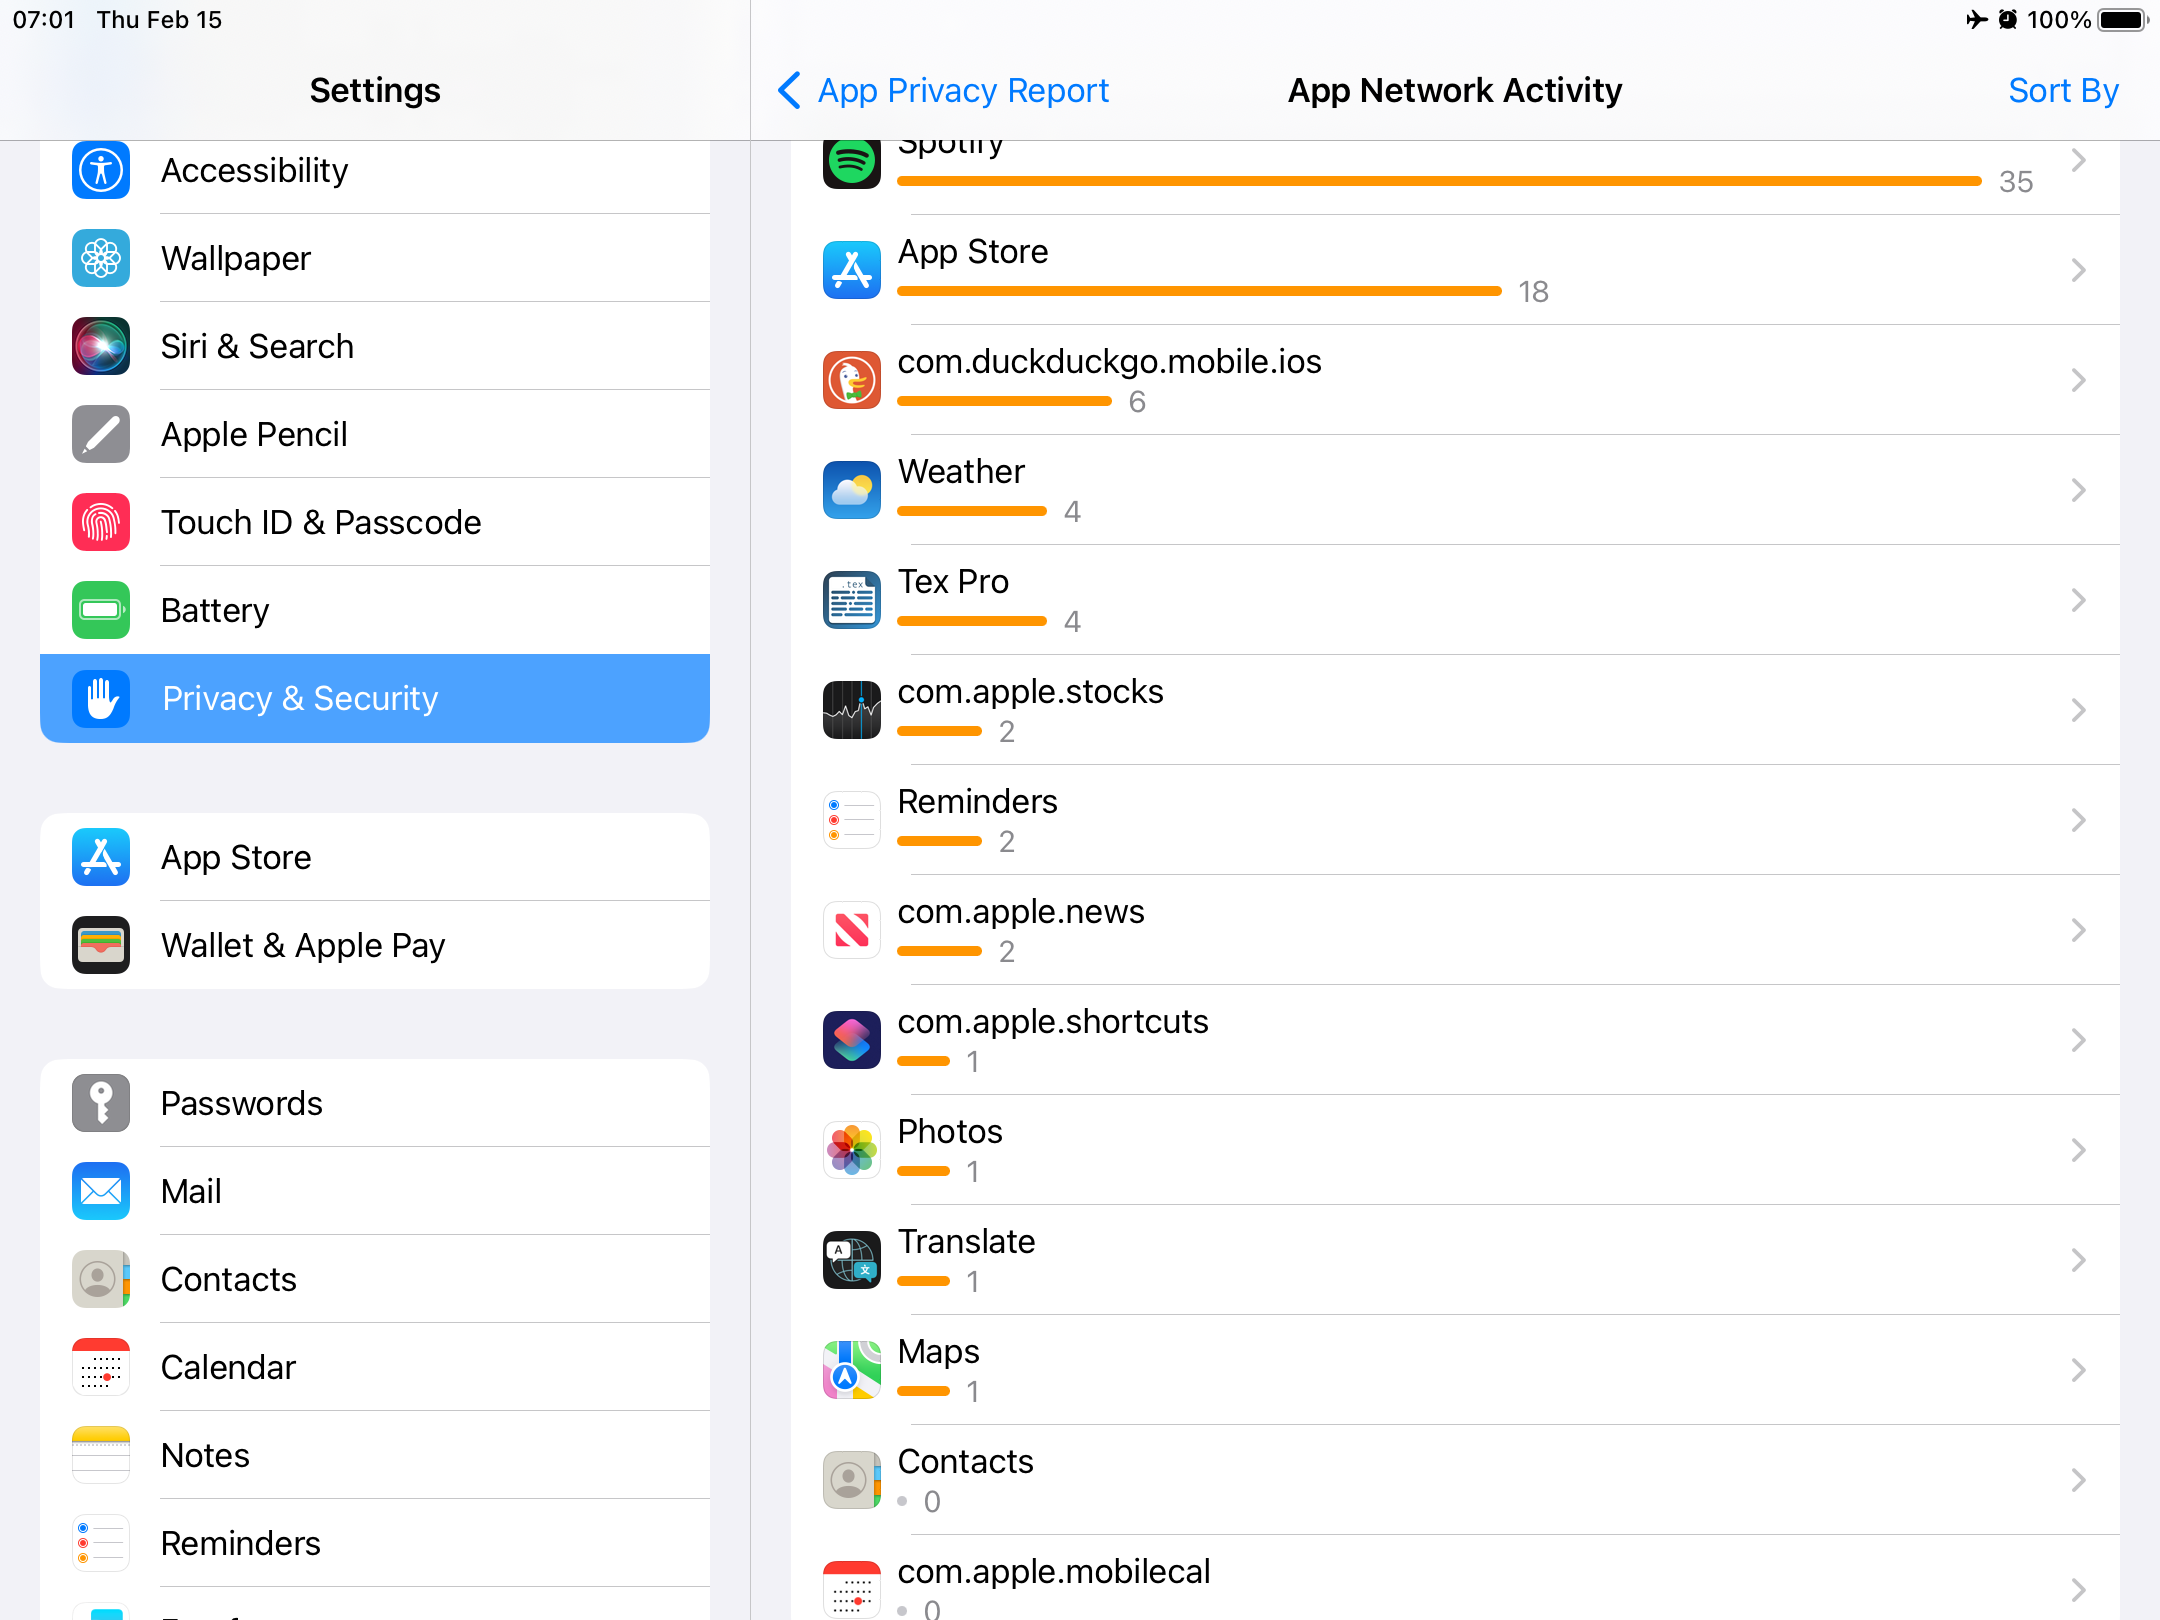 07:01 Thu Feb 15
100%
Settings
Accessibility
Wallpaper
Siri & Search
Apple Pencil
Touch ID & Passcode
Battery
Privacy & Security
App Store
Wallet & Apple Pay
Passwords
Mail
Contacts
Calendar
Notes
Reminders
App Privacy Report
App Network Activity
Sort By
Spotify
35
App Store
18
com.duckduckgo.mobile.ios
6
Weather
4
.tex
Tex Pro
4
com.apple.stocks
2
Reminders
2
com.apple.news
2
com.apple.shortcuts
1
Photos
1
A
文
Translate
1
Maps
1
Contacts
0
com.apple.mobilecal
0